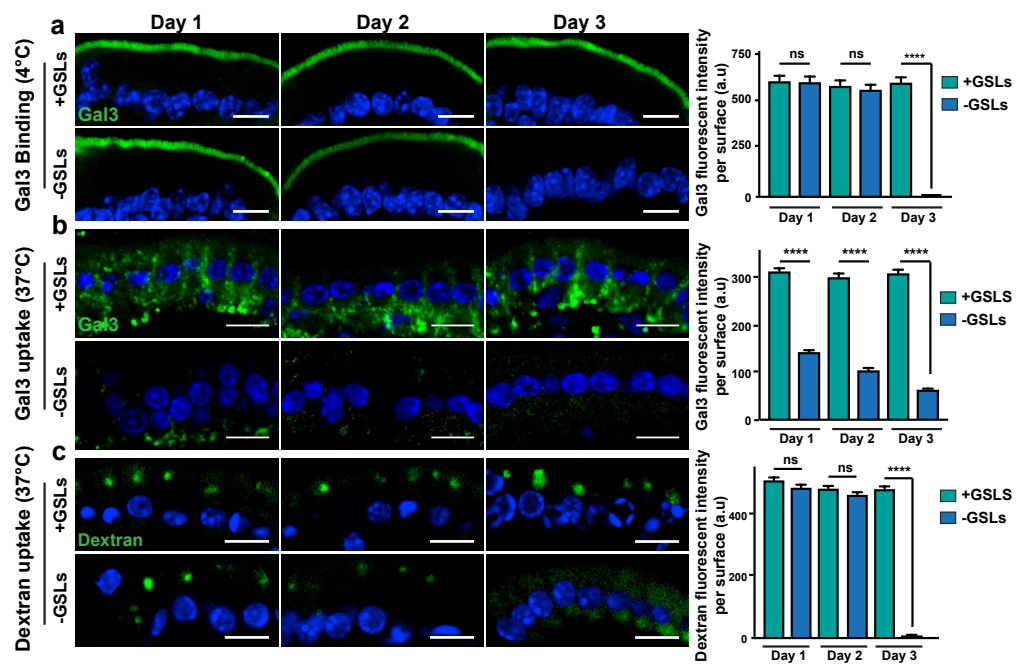 a
Day 1
Day 2
Day 3
Gal3 Binding (4°C)
+GSLs
-GSLs
Gal3
Gal3 fluorescent intensity
per surface (a.u)
750
500
250
0
ns
ns
****
+GSLs
-GSLs
Day 1
Day 2
Day 3
b
Gal3 uptake (37°C)
+GSLs
-GSLs
Gal3
Gal3 fluorescent intensity
per surface (a.u)
300
200
100
0
****
****
****
+GSLS
-GSLs
Day 1
Day 2
Day 3
c
Dextran uptake (37°C)
+GSLs
-GSLs
Dextran
Dextran fluorescent intensity
per surface (a.u)
400
200
0
ns
ns
****
+GSLS
-GSLs
Day 1
Day 2
Day 3